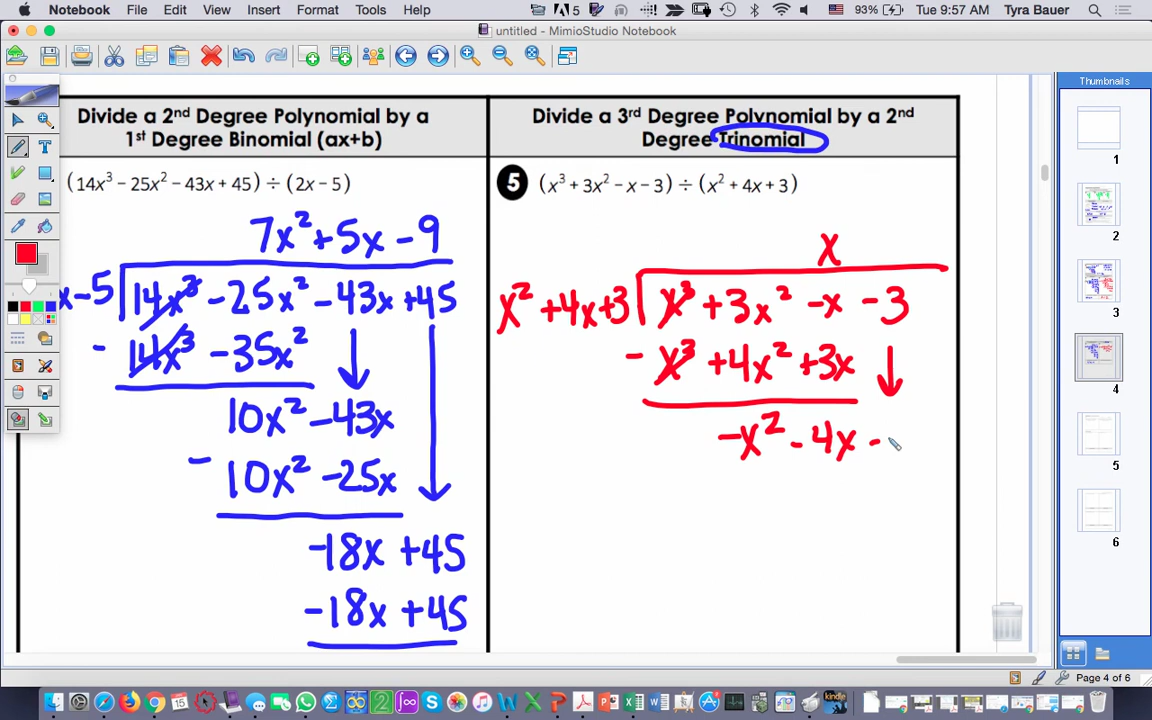 MimioStudio Notebook File Edit View Insert Format Tools Help 5 93% Tue 9:57 AM Tyra Bauer
untitled - MimioStudio Notebook
Divide a 2nd Degree Polynomial by a
1st Degree Binomial (ax+b)
(14x³ − 25x² − 43x + 45) ÷ (2x − 5)
7x² + 5x − 9
x − 5 14x³ − 25x² − 43x + 45
− 14x³ − 35x²
10x² − 43x
− 10x² − 25x
−18x + 45
−18x + 45
Divide a 3rd Degree Polynomial by a 2nd
Degree Trinomial
5 (x³ + 3x² − x − 3) ÷ (x² + 4x + 3)
x
x² + 4x + 3 x³ + 3x² − x − 3
− x³ + 4x² + 3x
−x² − 4x −
Thumbnails
1
2
3
4
5
6
Page 4 of 6